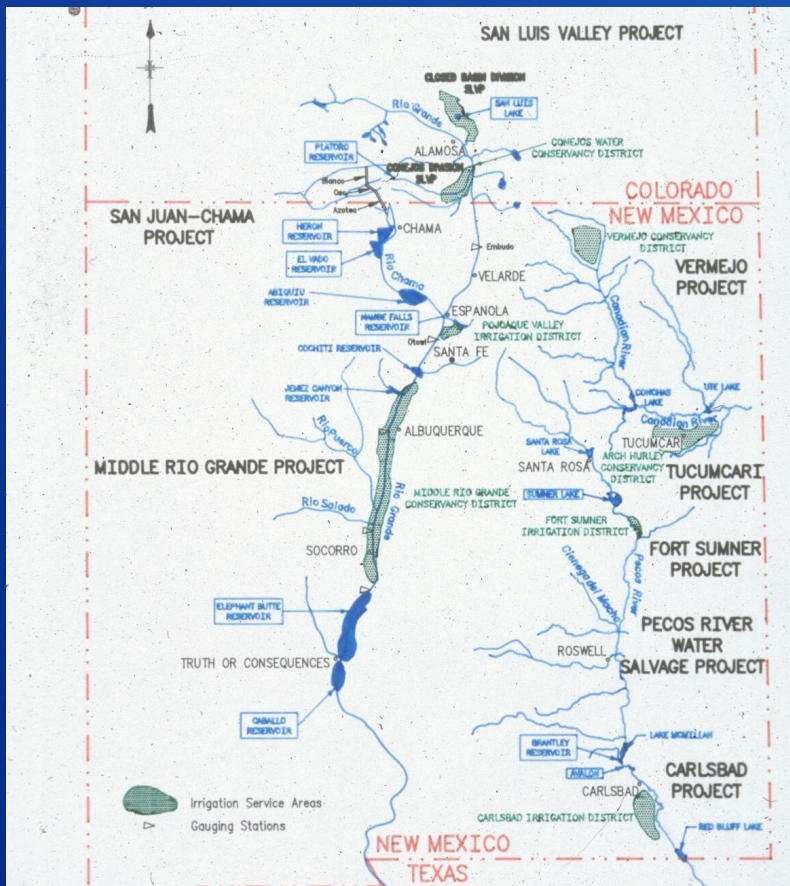 SAN LUIS VALLEY PROJECT
CLOSED BASIN DIVISION
SLVP
SAN LUIS
LAKE
Rio Grande
ALAMOSA
PLATORO
RESERVOIR
CONEJOS DIVISION
SLVP
CONEJOS WATER
CONSERVANCY DISTRICT
Blanco
Oso
Azotea
COLORADO
NEW MEXICO
SAN JUAN-CHAMA
PROJECT
HERON
RESERVOIR
CHAMA
EL VADO
RESERVOIR
Rio Chama
Embudo
VERMEJO CONSERVANCY
DISTRICT
VERMEJO
PROJECT
ABIQUIU
RESERVOIR
VELARDE
Canadian River
NAMBE FALLS
RESERVOIR
ESPANOLA
POJOAQUE VALLEY
IRRIGATION DISTRICT
Otowi
COCHITI RESERVOIR
SANTA FE
JEMEZ CANYON
RESERVOIR
CONCHAS
LAKE
UTE LAKE
Canadian River
Rio Puerco
ALBUQUERQUE
TUCUMCARI
SANTA ROSA
LAKE
SANTA ROSA
ARCH HURLEY
CONSERVANCY
DISTRICT
TUCUMCARI
PROJECT
MIDDLE RIO GRANDE PROJECT
Rio Salado
Rio Grande
MIDDLE RIO GRANDE
CONSERVANCY DISTRICT
SUMNER LAKE
FORT SUMNER
IRRIGATION DISTRICT
FORT SUMNER
PROJECT
SOCORRO
Cienega del Macho
Pecos River
ELEPHANT BUTTE
RESERVOIR
PECOS RIVER
WATER
SALVAGE PROJECT
TRUTH OR CONSEQUENCES
ROSWELL
CABALLO
RESERVOIR
BRANTLEY
RESERVOIR
LAKE MCMILLAN
AVALON
CARLSBAD
CARLSBAD
PROJECT
CARLSBAD IRRIGATION DISTRICT
RED BLUFF LAKE
Irrigation Service Areas
Gauging Stations
NEW MEXICO
TEXAS